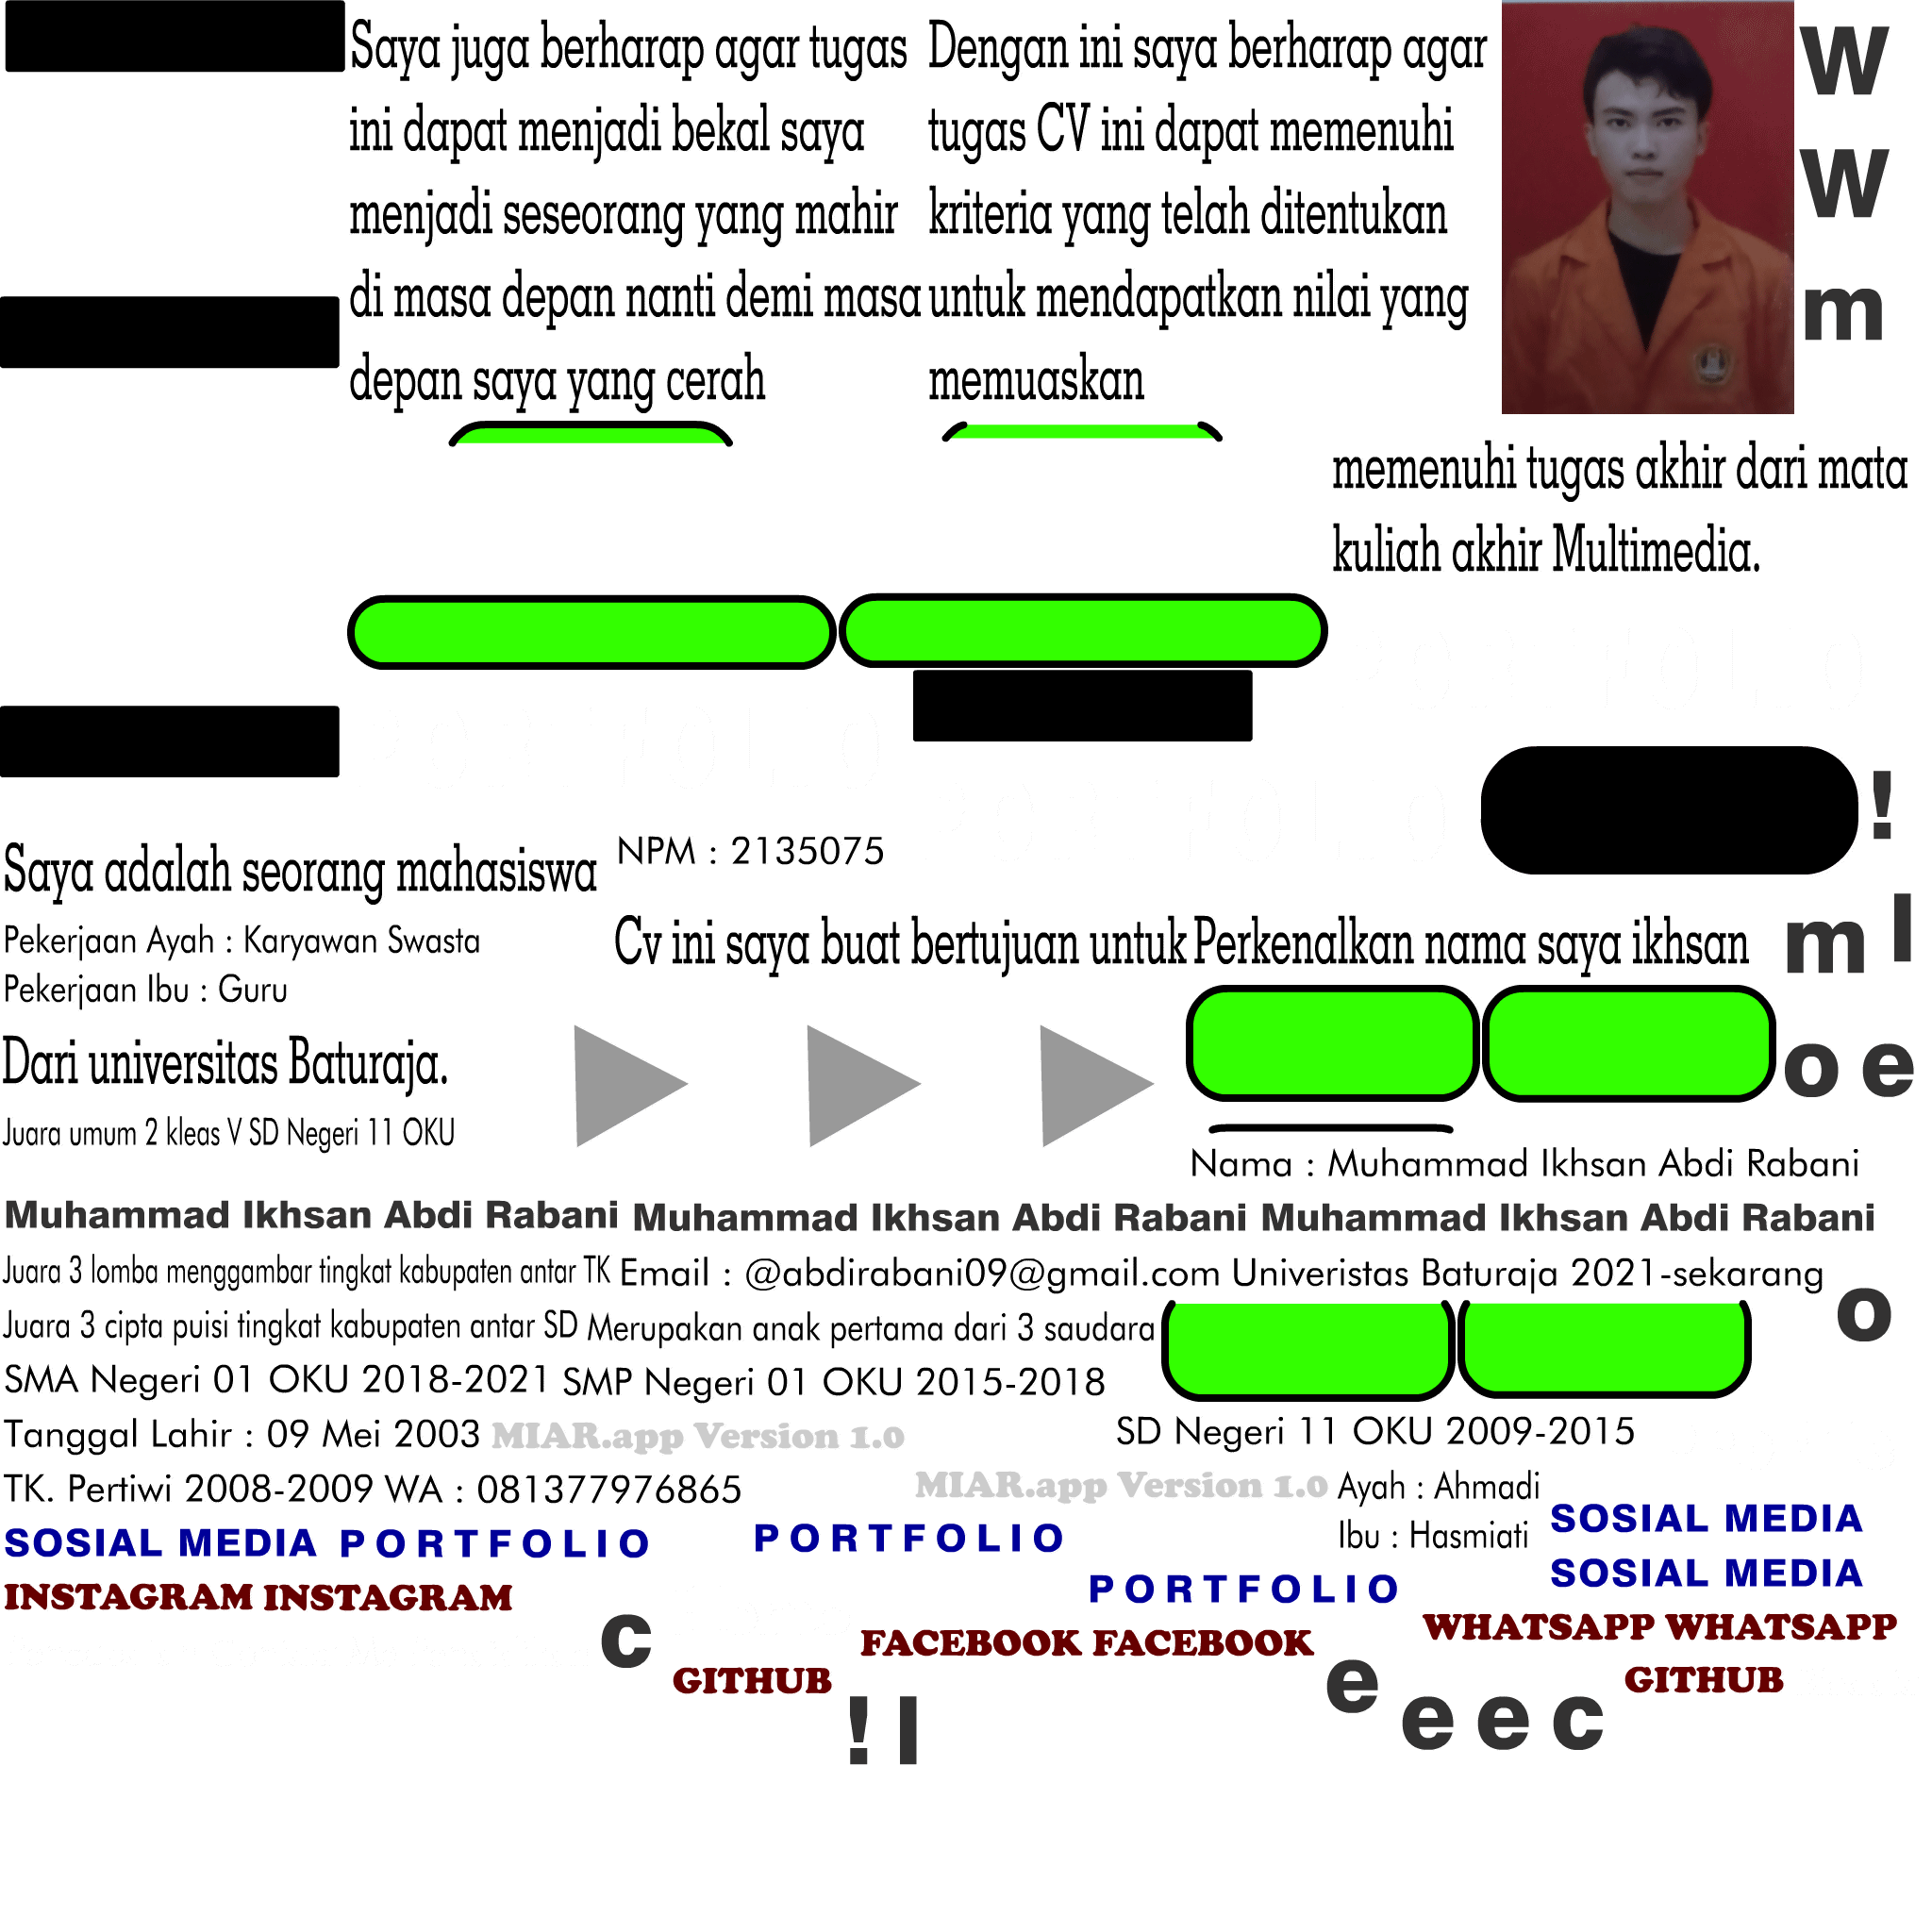 Saya juga berharap agar tugas
ini dapat menjadi bekal saya
menjadi seseorang yang mahir
di masa depan nanti demi masa
depan saya yang cerah
Dengan ini saya berharap agar
tugas CV ini dapat memenuhi
kriteria yang telah ditentukan
untuk mendapatkan nilai yang
memuaskan
W
W
m
memenuhi tugas akhir dari mata
kuliah akhir Multimedia.
!
NPM : 2135075
Saya adalah seorang mahasiswa
Pekerjaan Ayah : Karyawan Swasta
Pekerjaan Ibu : Guru
Cv ini saya buat bertujuan untuk
Perkenalkan nama saya ikhsan
m l
Dari universitas Baturaja.
o e
Juara umum 2 kleas V SD Negeri 11 OKU
Nama : Muhammad Ikhsan Abdi Rabani
Muhammad Ikhsan Abdi Rabani Muhammad Ikhsan Abdi Rabani Muhammad Ikhsan Abdi Rabani
Juara 3 lomba menggambar tingkat kabupaten antar TK Email : @abdirabani09@gmail.com Univeristas Baturaja 2021-sekarang
o
Juara 3 cipta puisi tingkat kabupaten antar SD Merupakan anak pertama dari 3 saudara
SMA Negeri 01 OKU 2018-2021 SMP Negeri 01 OKU 2015-2018
Tanggal Lahir : 09 Mei 2003 MIAR.app Version 1.0
SD Negeri 11 OKU 2009-2015
TK. Pertiwi 2008-2009 WA : 081377976865
MIAR.app Version 1.0
Ayah : Ahmadi
Ibu : Hasmiati
SOSIAL MEDIA
SOSIAL MEDIA PORTFOLIO
PORTFOLIO
PORTFOLIO
SOSIAL MEDIA
INSTAGRAM INSTAGRAM
c
FACEBOOK FACEBOOK
WHATSAPP WHATSAPP
GITHUB
e
GITHUB
! l
e e c